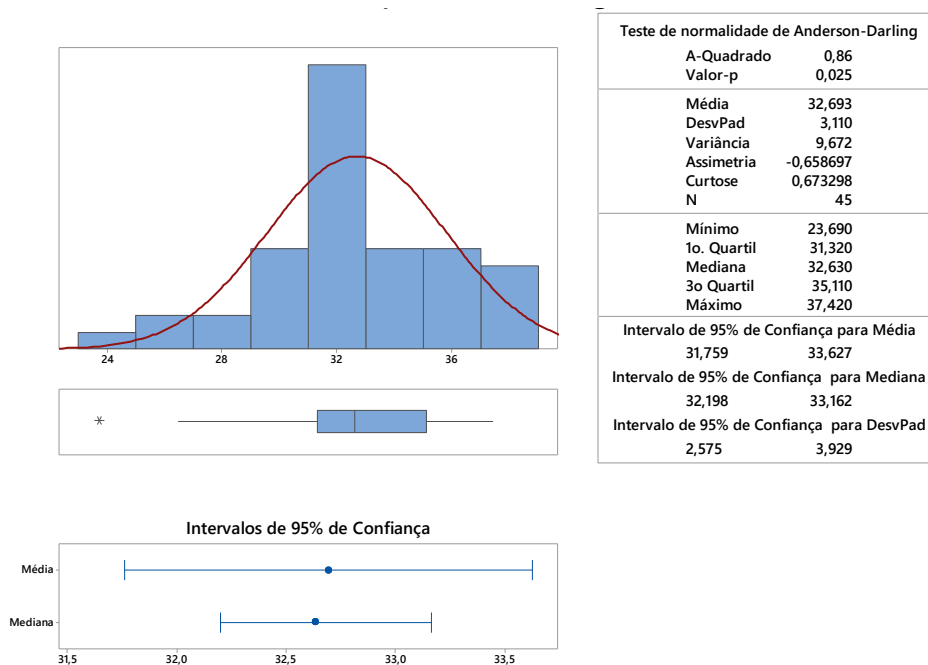 Teste de normalidade de Anderson-Darling
A-Quadrado 0,86
Valor-p 0,025
Média 32,693
DesvPad 3,110
Variância 9,672
Assimetria -0,658697
Curtose 0,673298
N 45
Mínimo 23,690
1o. Quartil 31,320
Mediana 32,630
3o Quartil 35,110
Máximo 37,420
Intervalo de 95% de Confiança para Média
31,759 33,627
Intervalo de 95% de Confiança para Mediana
32,198 33,162
Intervalo de 95% de Confiança para DesvPad
2,575 3,929
24 28 32 36
Intervalos de 95% de Confiança
Média
Mediana
31,5 32,0 32,5 33,0 33,5